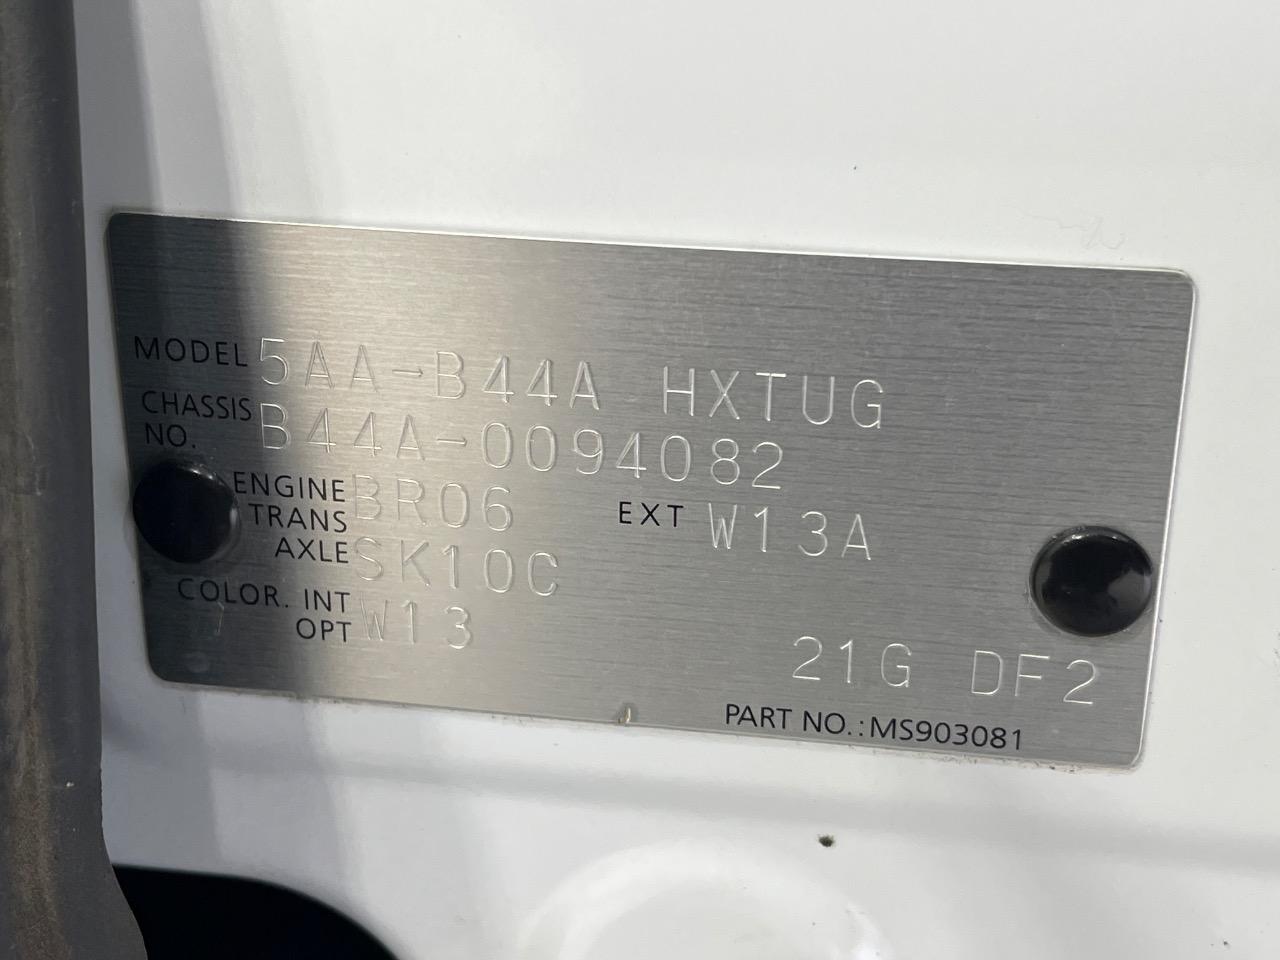 MODEL 5AA-B44A HXTUG
CHASSIS NO. B44A-0094082
ENGINE BR06 EXT W13A
TRANS AXLE SK10C
COLOR. INT W13
OPT
21G DF2
PART NO.:MS903081